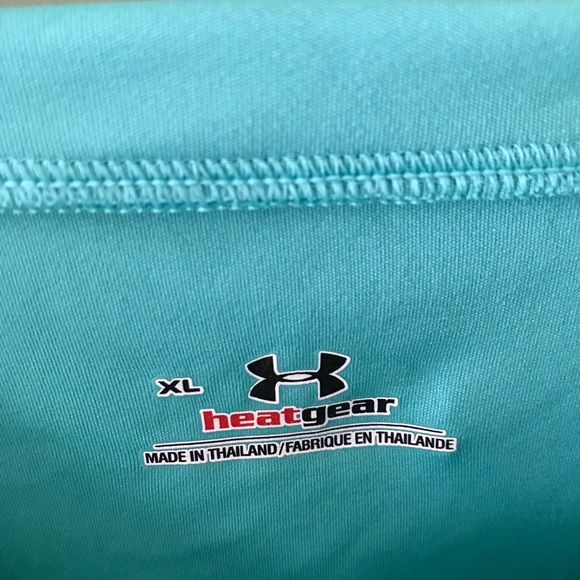 XL
heatgear
MADE IN THAILAND/FABRIQUE EN THAILANDE